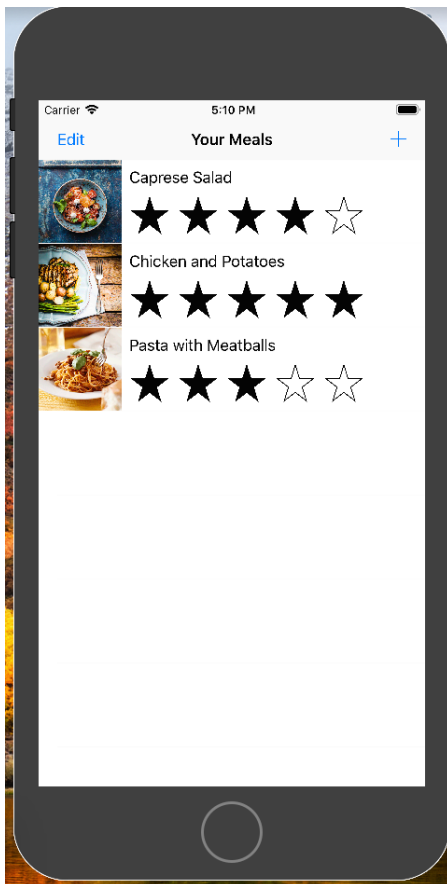 Carrier 5:10 PM
Edit Your Meals +
Caprese Salad
Chicken and Potatoes
Pasta with Meatballs